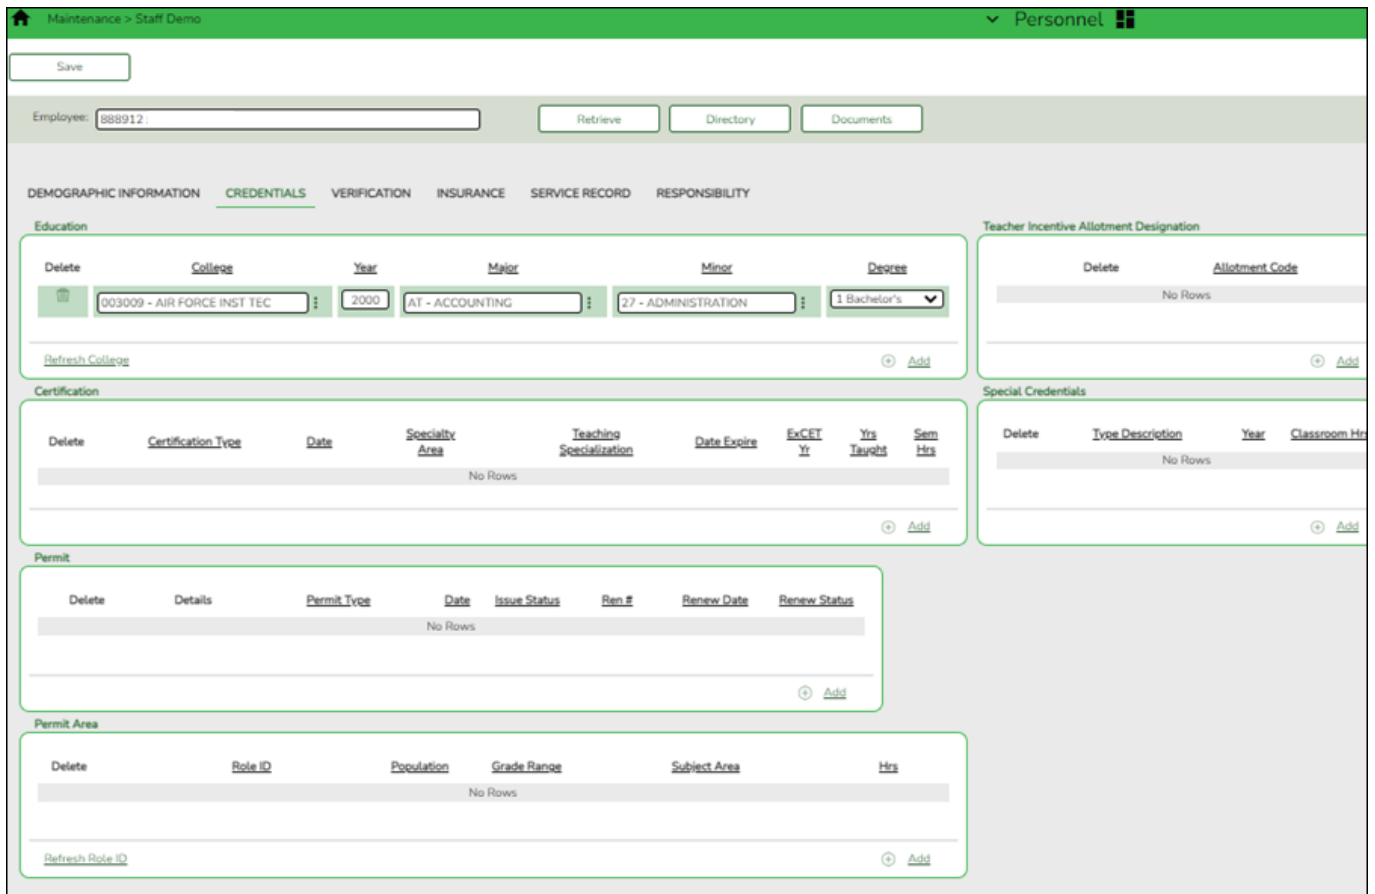 Maintenance > Staff Demo
Personnel
Save
Employee: 888912 :
Retrieve Directory Documents
DEMOGRAPHIC INFORMATION CREDENTIALS VERIFICATION INSURANCE SERVICE RECORD RESPONSIBILITY
Education
Delete College Year Major Minor Degree
003009 - AIR FORCE INST TEC 2000 AT - ACCOUNTING 27 - ADMINISTRATION 1 Bachelor's
Refresh College Add
Teacher Incentive Allotment Designation
Delete Allotment Code
No Rows
Add
Certification
Delete Certification Type Date Specialty Area Teaching Specialization Date Expire ExCET Yr Yrs Taught Sem Hrs
No Rows
Add
Special Credentials
Delete Type Description Year Classroom Hrs
No Rows
Add
Permit
Delete Details Permit Type Date Issue Status Ren # Renew Date Renew Status
No Rows
Add
Permit Area
Delete Role ID Population Grade Range Subject Area Hrs
No Rows
Refresh Role ID Add